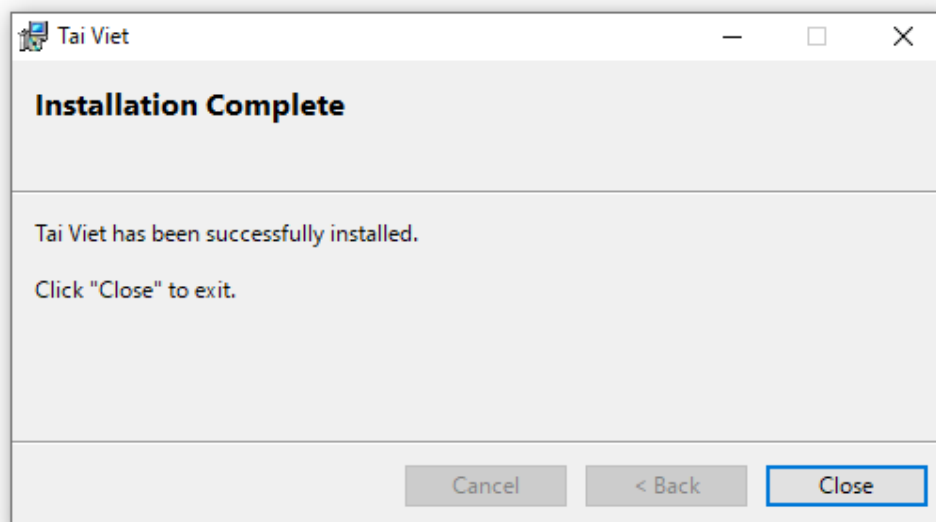 Tai Viet
Installation Complete
Tai Viet has been successfully installed.
Click "Close" to exit.
Cancel
< Back
Close